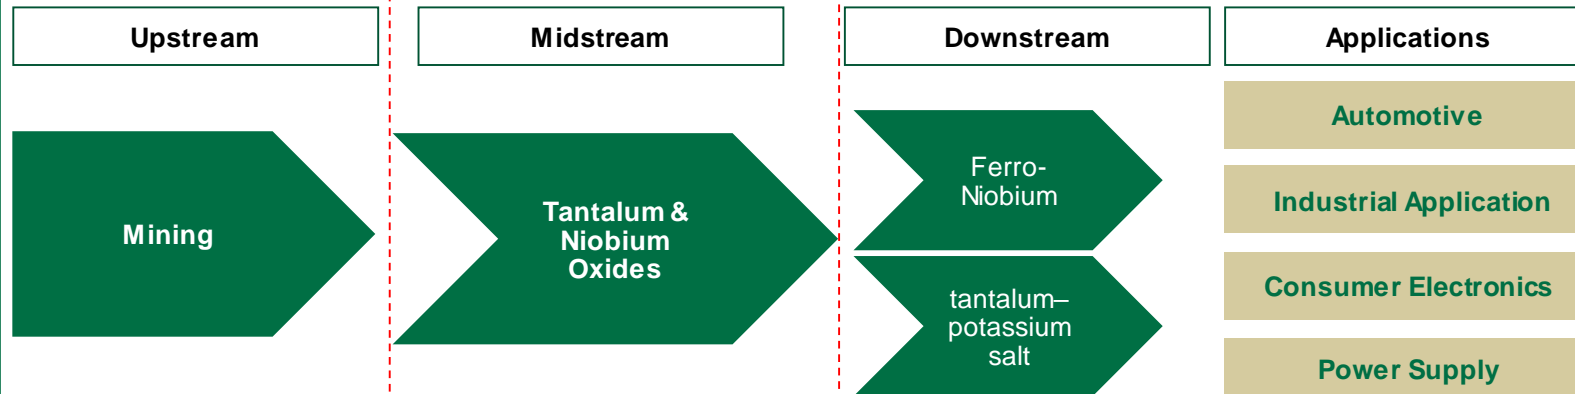 Upstream
Midstream
Downstream
Applications
Mining
Tantalum &
Niobium
Oxides
Ferro-
Niobium
tantalum–
potassium
salt
Automotive
Industrial Application
Consumer Electronics
Power Supply